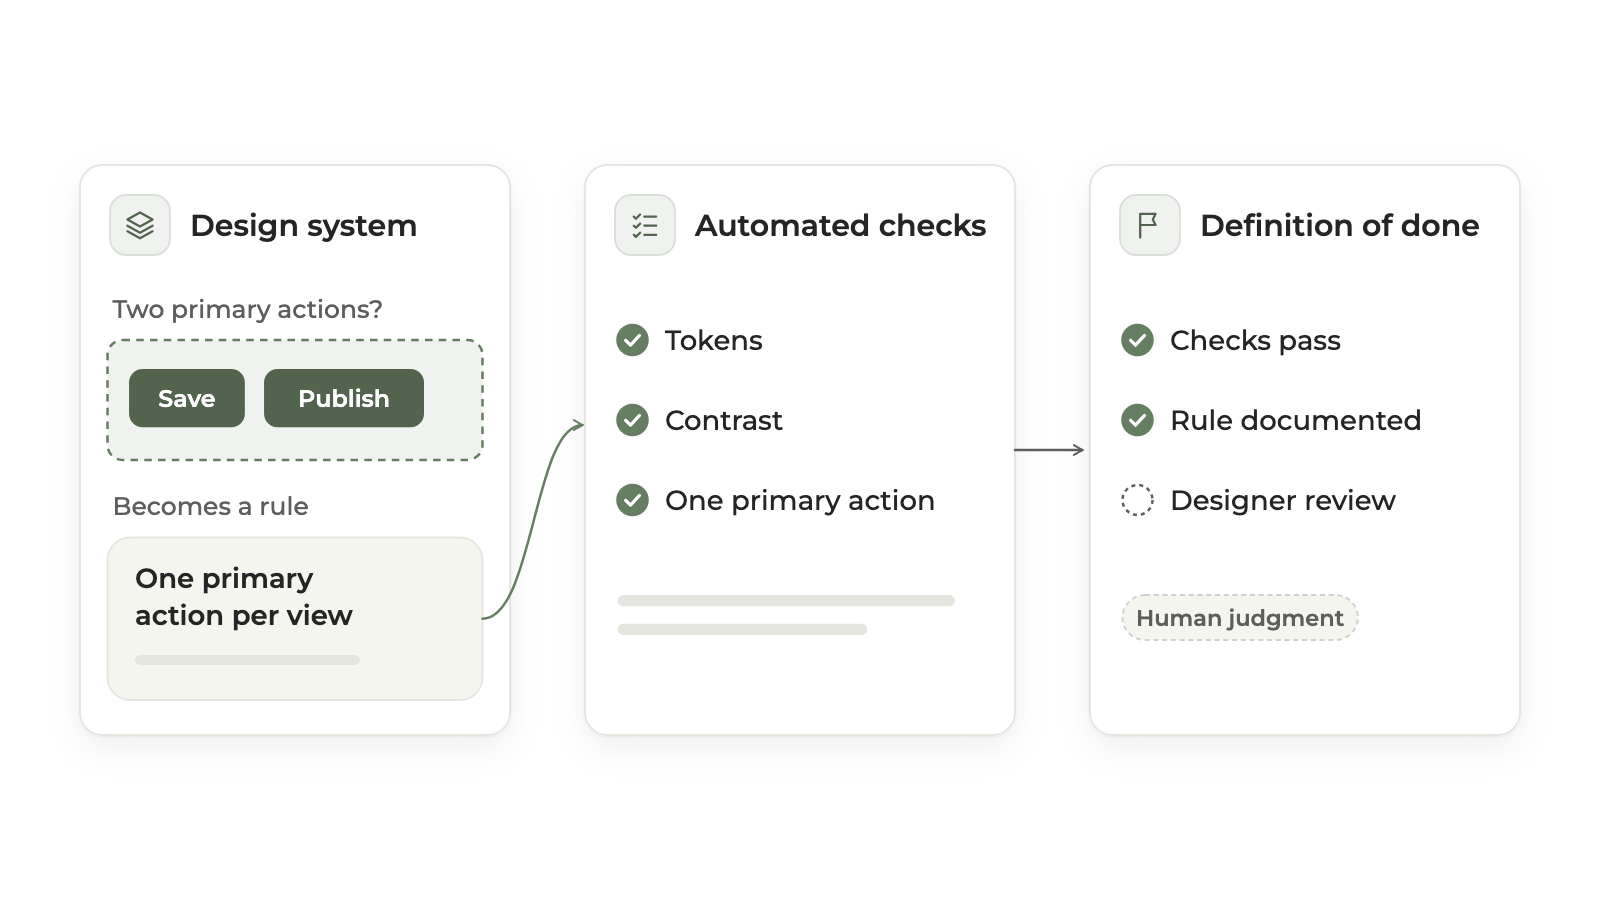 Design system
Two primary actions?
Save
Publish
Becomes a rule
One primary
action per view
Automated checks
Tokens
Contrast
One primary action
Definition of done
Checks pass
Rule documented
Designer review
Human judgment